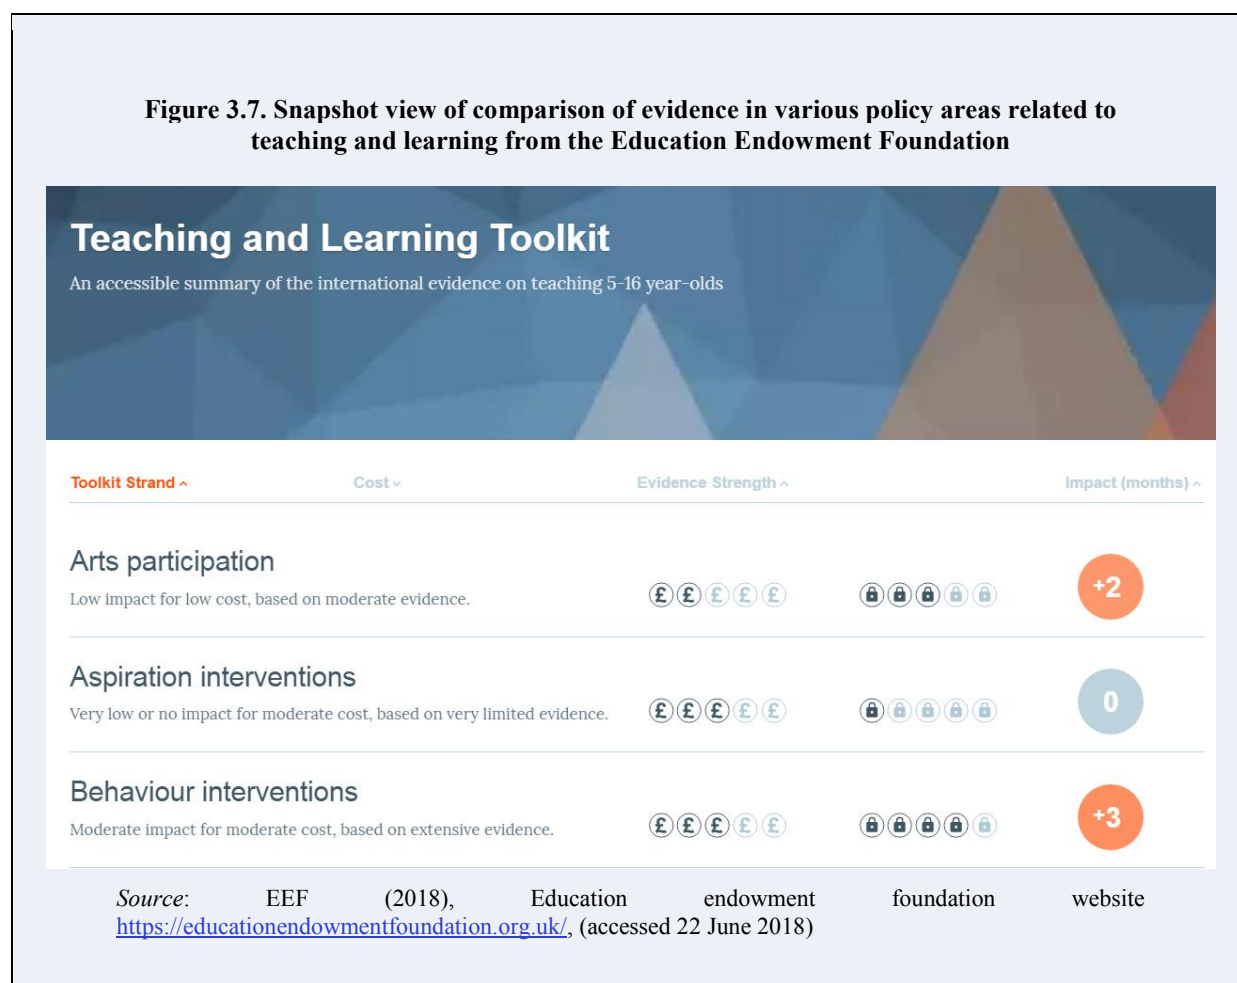 Figure 3.7. Snapshot view of comparison of evidence in various policy areas related to
teaching and learning from the Education Endowment Foundation
Teaching and Learning Toolkit
An accessible summary of the international evidence on teaching 5-16 year-olds
Toolkit Strand Cost Evidence Strength Impact (months)
Arts participation
Low impact for low cost, based on moderate evidence.
£ £ £ £ £
+2
Aspiration interventions
Very low or no impact for moderate cost, based on very limited evidence.
£ £ £ £ £
0
Behaviour interventions
Moderate impact for moderate cost, based on extensive evidence.
£ £ £ £ £
+3
Source: EEF (2018), Education endowment foundation website
https://educationendowmentfoundation.org.uk/, (accessed 22 June 2018)